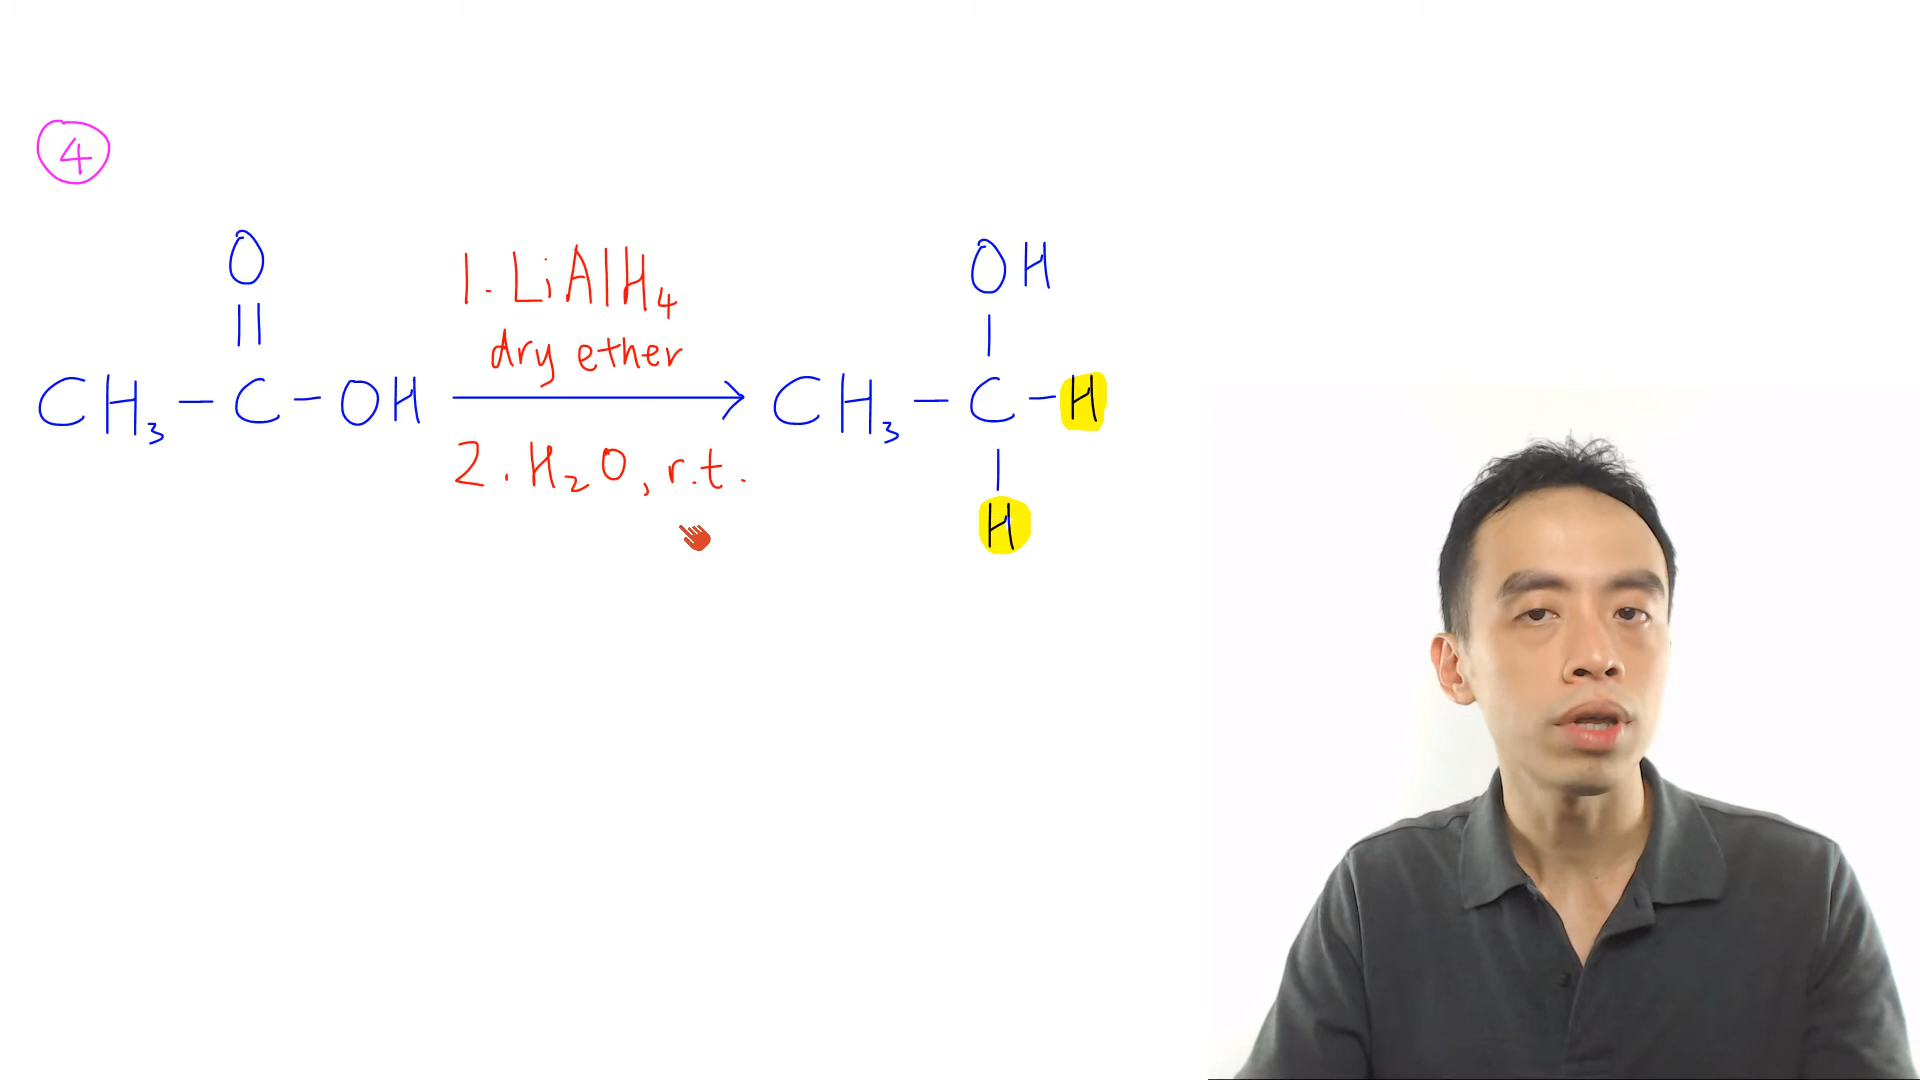 4
O
||
CH₃ – C – OH
1. LiAlH₄
dry ether
2. H₂O, r.t.
OH
|
CH₃ – C – H
|
H